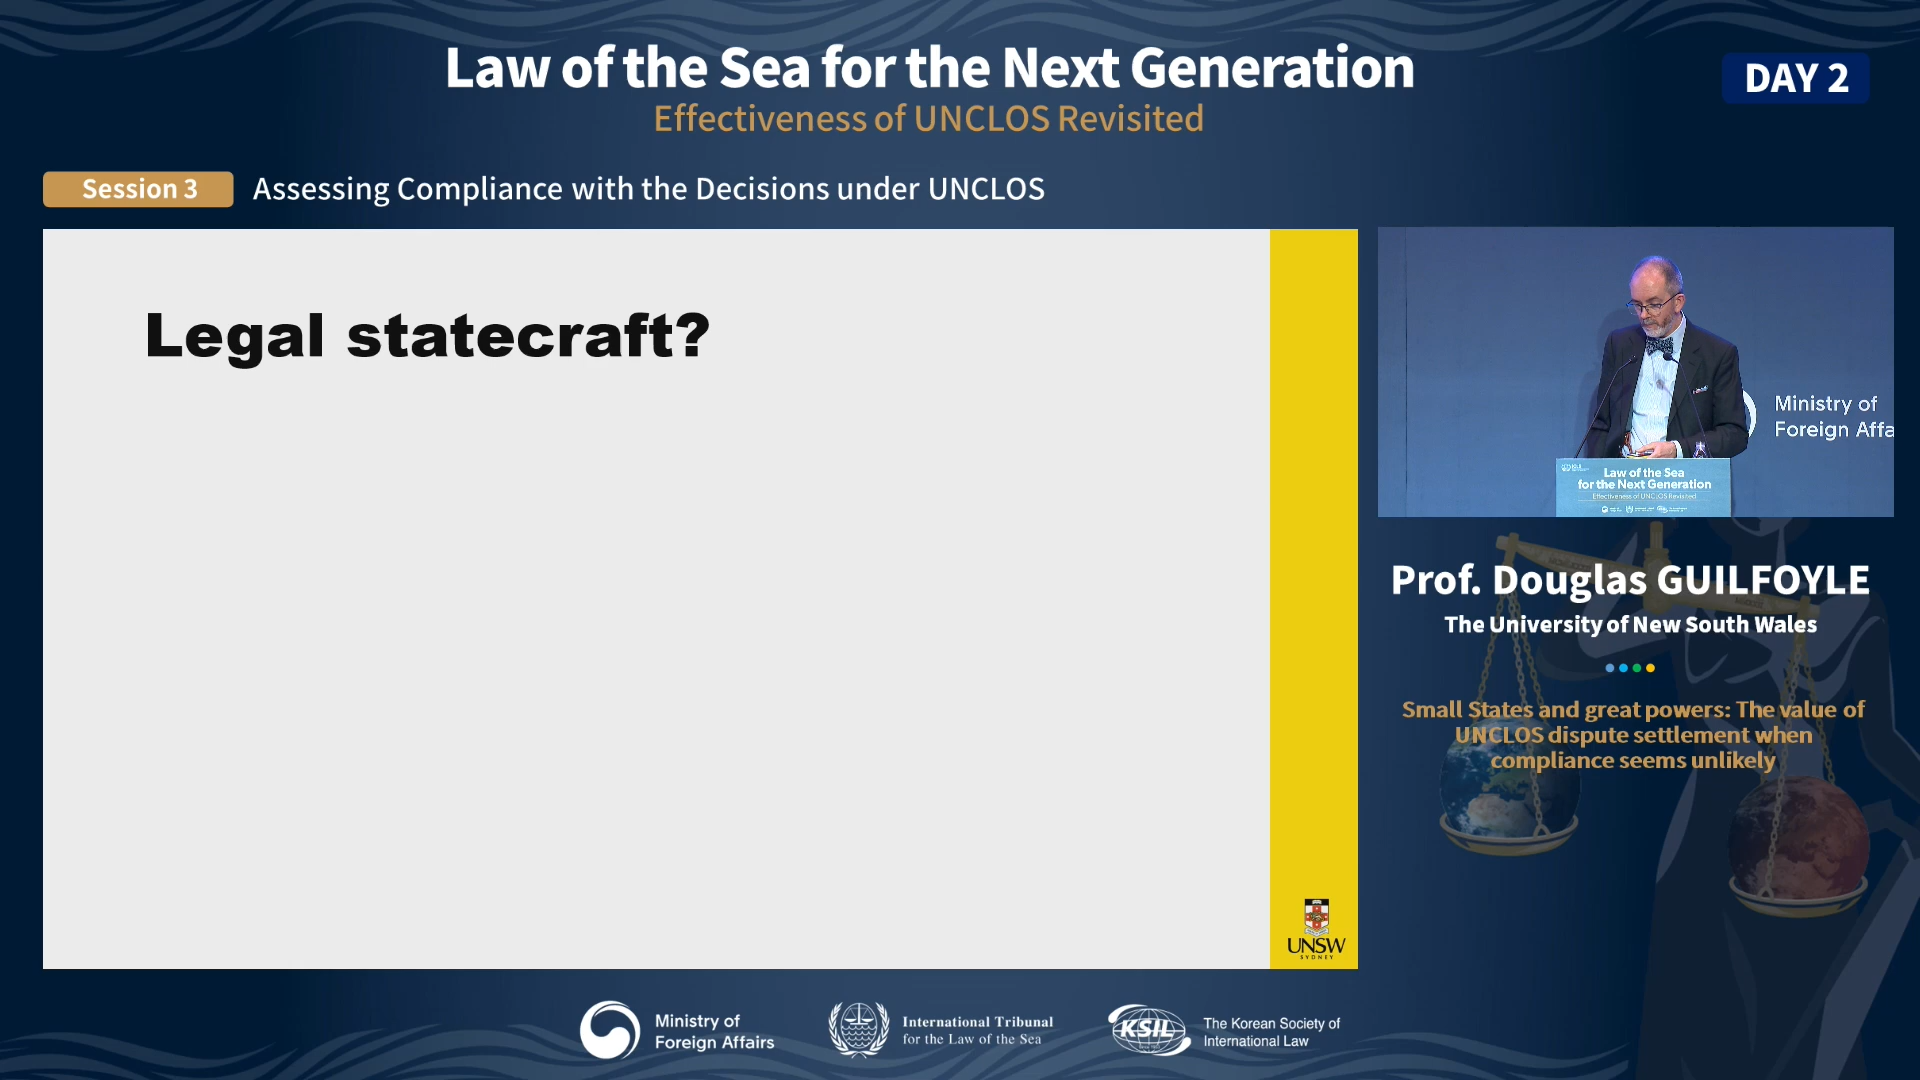 Law of the Sea for the Next Generation
DAY 2
Effectiveness of UNCLOS Revisited
Session 3
Assessing Compliance with the Decisions under UNCLOS
Legal statecraft?
UNSW
SYDNEY
Ministry of
Foreign Affa
Law of the Sea
for the Next Generation
Effectiveness of UNCLOS Revisited
Prof. Douglas GUILFOYLE
The University of New South Wales
Small States and great powers: The value of
UNCLOS dispute settlement when
compliance seems unlikely
Ministry of
Foreign Affairs
International Tribunal
for the Law of the Sea
KSIL
The Korean Society of
International Law